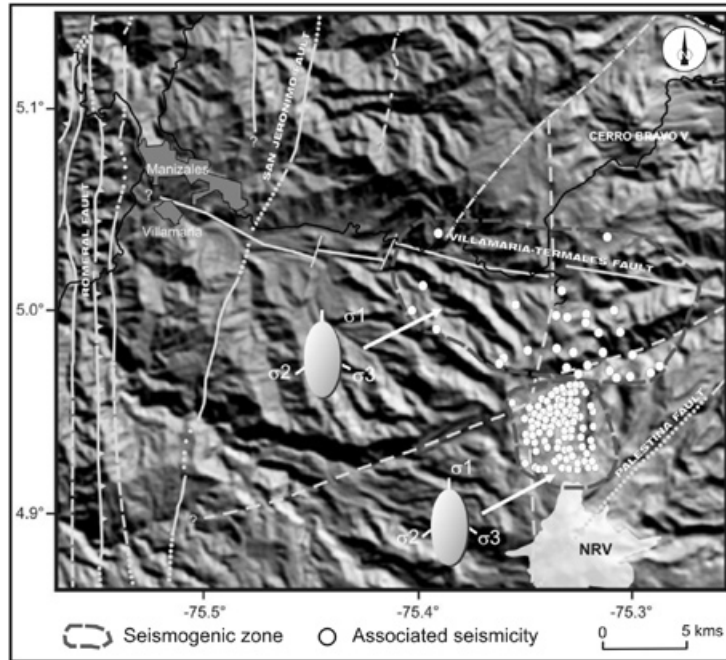 5.1°
5.0°
4.9°
-75.5°
-75.4°
-75.3°
ROMERAL FAULT
Manizales
Villamaria
SAN JERONIMO FAULT
?
?
?
CERRO BRAVO V
VILLAMARIA-TERMALES FAULT
σ1
σ2
σ3
σ1
σ2
σ3
PALESTINA FAULT
NRV
Seismogenic zone
Associated seismicity
0 5 kms